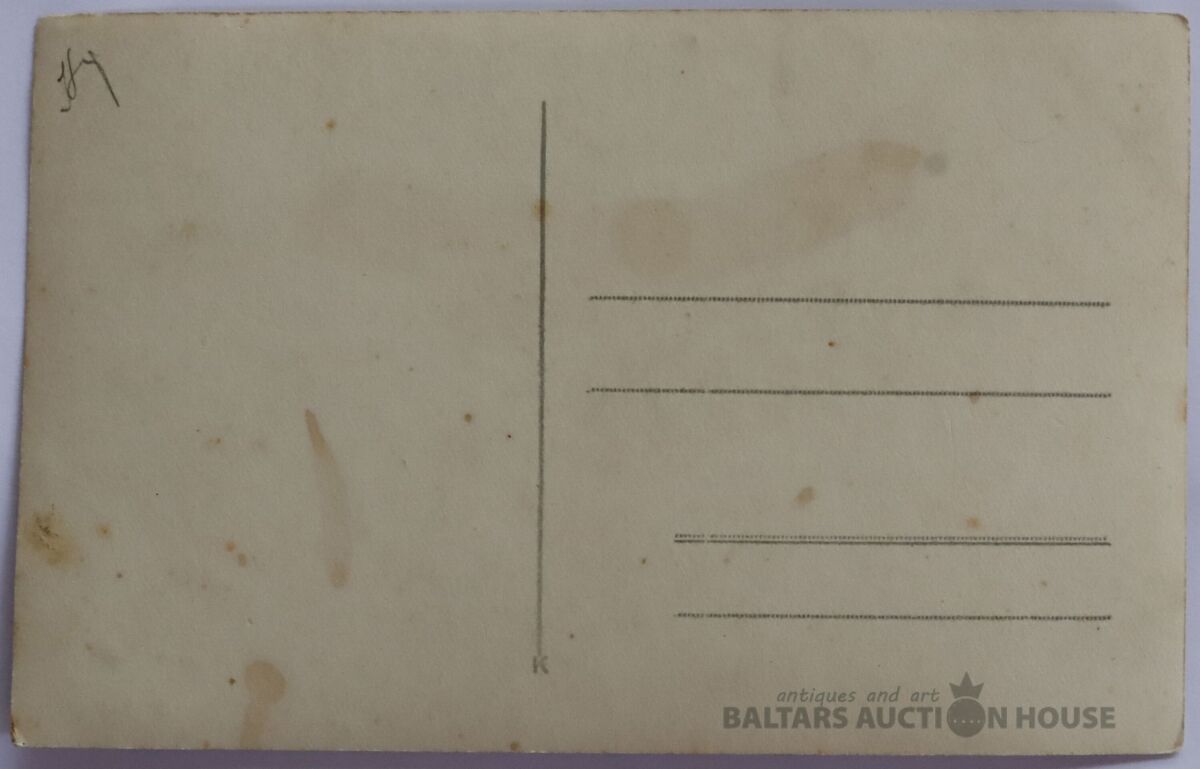 K
antiques and art
BALTARS AUCTION HOUSE